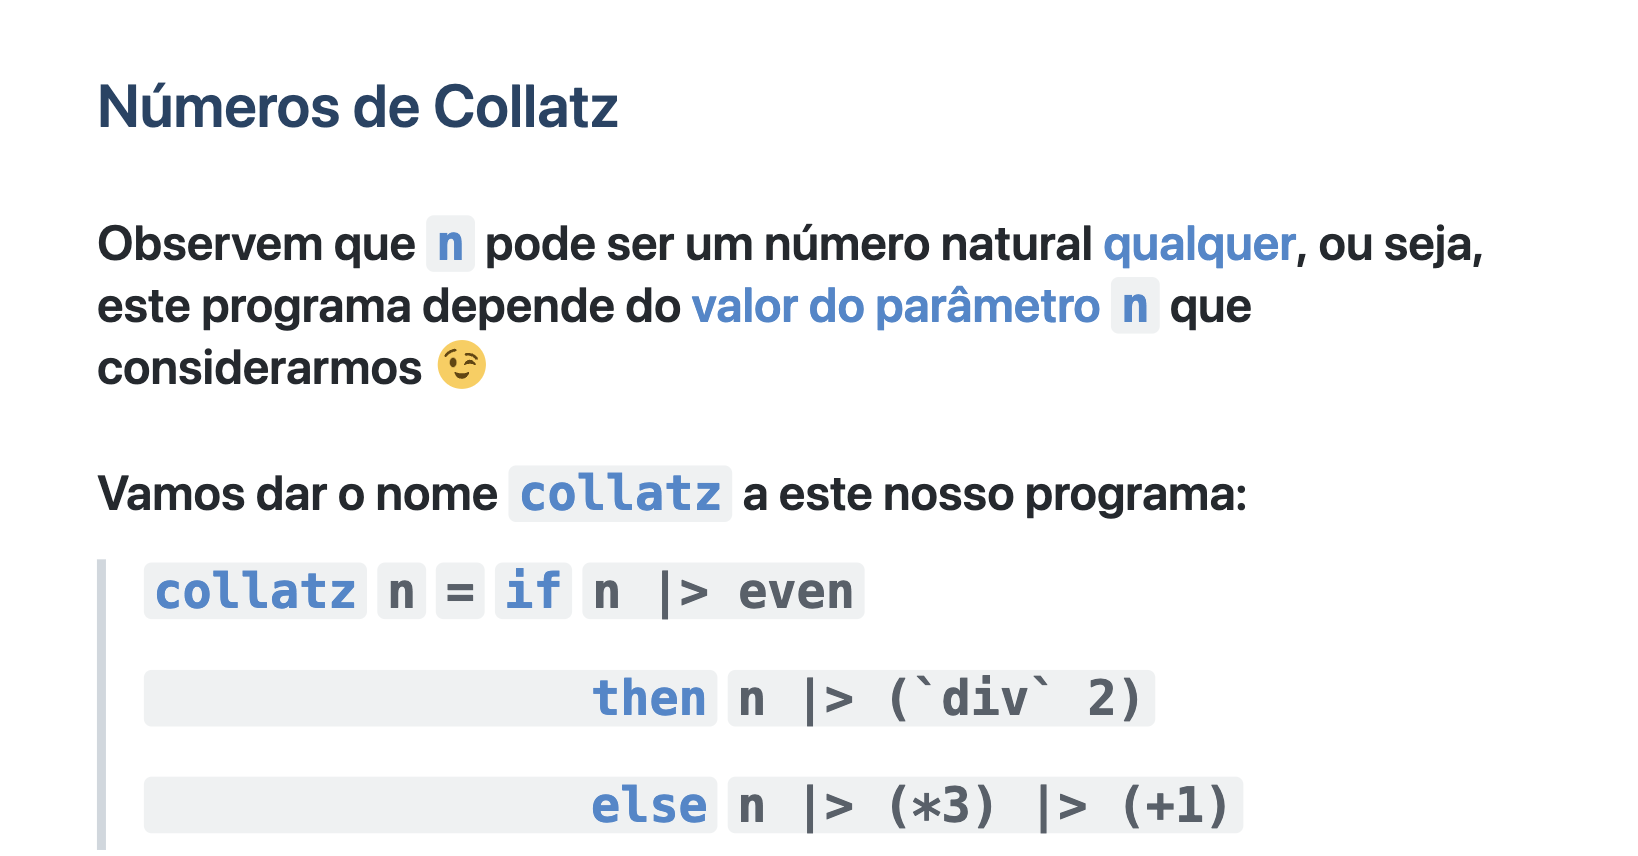 Números de Collatz
Observem que n pode ser um número natural qualquer, ou seja,
este programa depende do valor do parâmetro n que
considerarmos 😉
Vamos dar o nome collatz a este nosso programa:
collatz n = if n |> even
then n |> (`div` 2)
else n |> (*3) |> (+1)